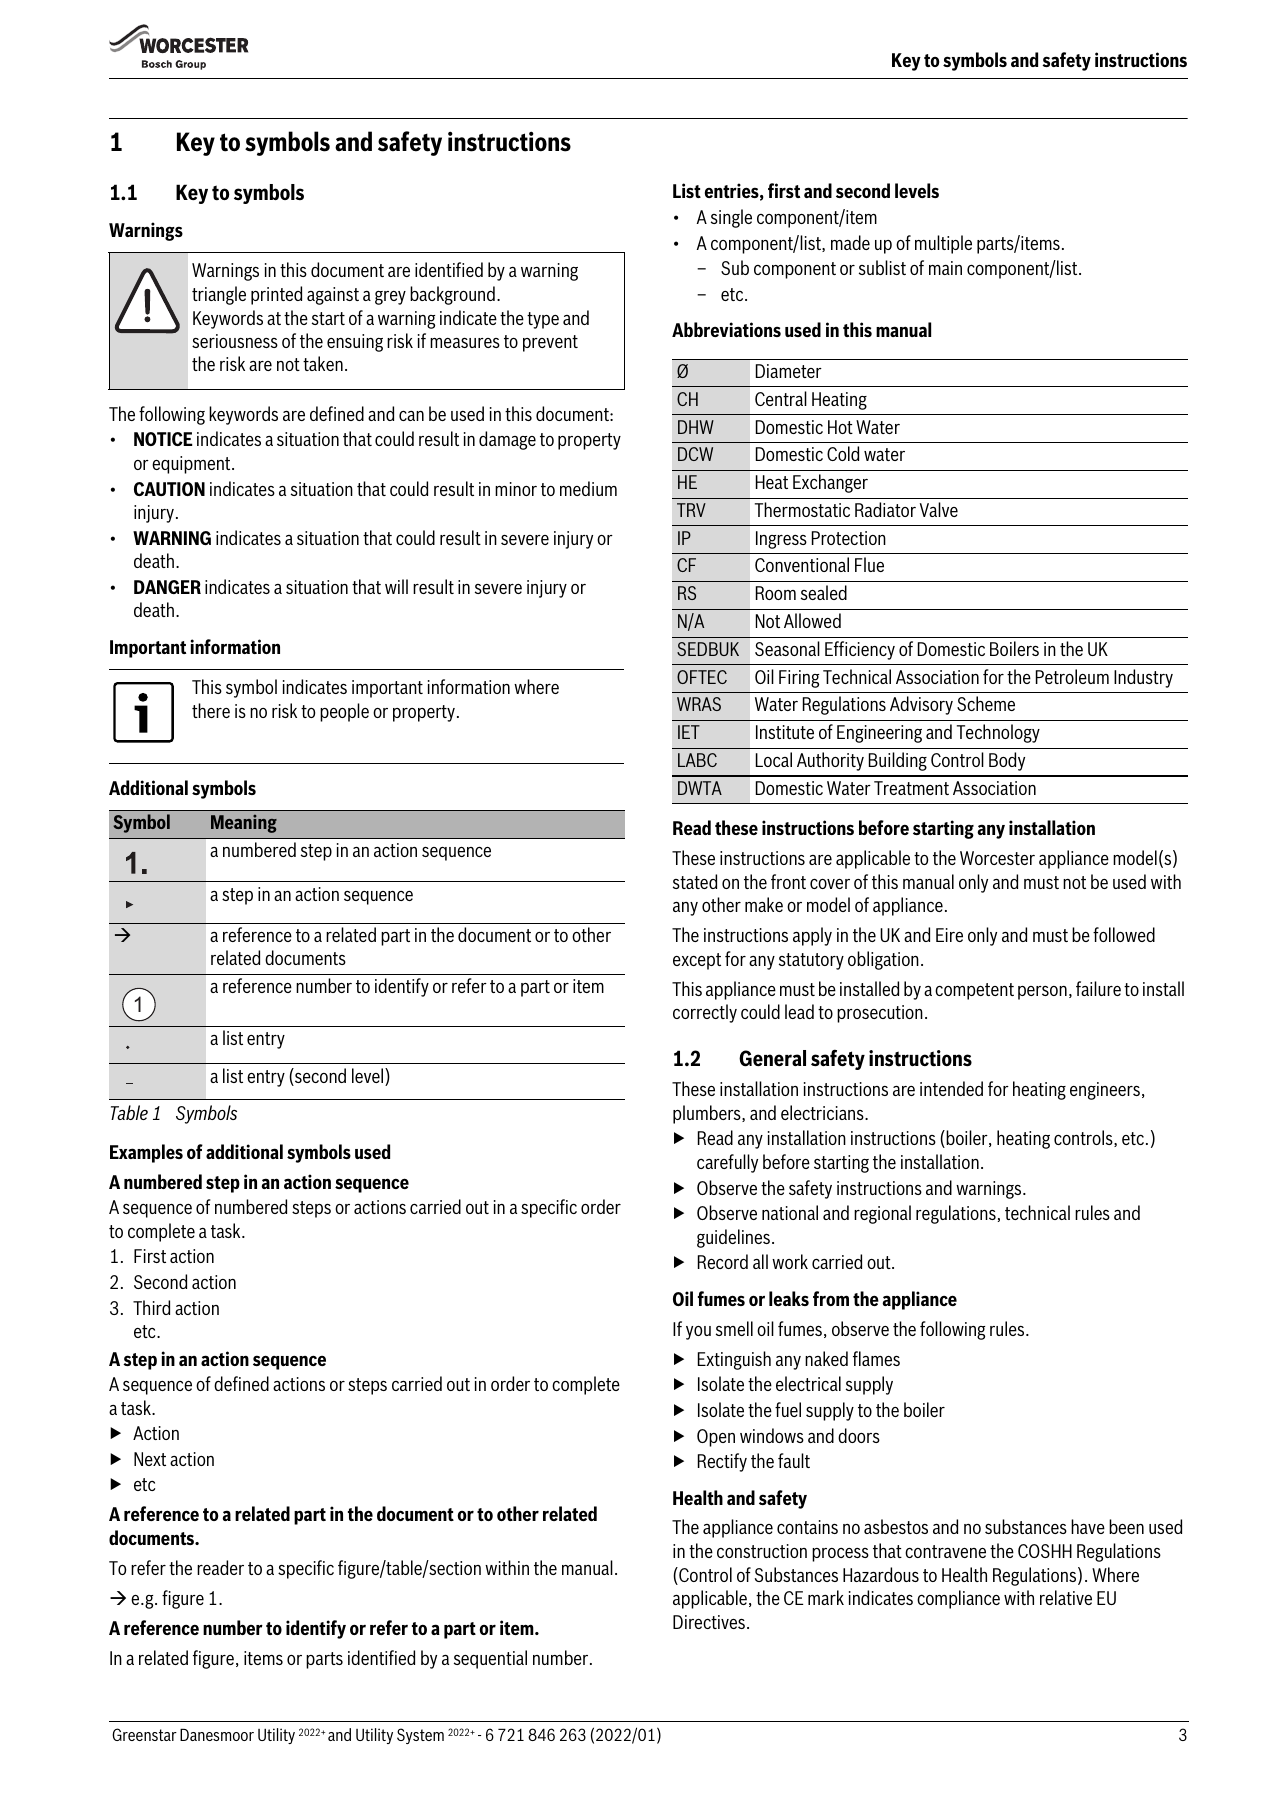 WORCESTER
Bosch Group
Key to symbols and safety instructions
1 Key to symbols and safety instructions
1.1 Key to symbols
Warnings
Warnings in this document are identified by a warning
triangle printed against a grey background.
Keywords at the start of a warning indicate the type and
seriousness of the ensuing risk if measures to prevent
the risk are not taken.
The following keywords are defined and can be used in this document:
• NOTICE indicates a situation that could result in damage to property
or equipment.
• CAUTION indicates a situation that could result in minor to medium
injury.
• WARNING indicates a situation that could result in severe injury or
death.
• DANGER indicates a situation that will result in severe injury or
death.
Important information
i
This symbol indicates important information where
there is no risk to people or property.
Additional symbols
Symbol Meaning
1. a numbered step in an action sequence
▶ a step in an action sequence
→ a reference to a related part in the document or to other
related documents
1 a reference number to identify or refer to a part or item
• a list entry
– a list entry (second level)
Table 1 Symbols
Examples of additional symbols used
A numbered step in an action sequence
A sequence of numbered steps or actions carried out in a specific order
to complete a task.
1. First action
2. Second action
3. Third action
etc.
A step in an action sequence
A sequence of defined actions or steps carried out in order to complete
a task.
▶ Action
▶ Next action
▶ etc
A reference to a related part in the document or to other related
documents.
To refer the reader to a specific figure/table/section within the manual.
→ e.g. figure 1.
A reference number to identify or refer to a part or item.
In a related figure, items or parts identified by a sequential number.
List entries, first and second levels
• A single component/item
• A component/list, made up of multiple parts/items.
– Sub component or sublist of main component/list.
– etc.
Abbreviations used in this manual
Ø Diameter
CH Central Heating
DHW Domestic Hot Water
DCW Domestic Cold water
HE Heat Exchanger
TRV Thermostatic Radiator Valve
IP Ingress Protection
CF Conventional Flue
RS Room sealed
N/A Not Allowed
SEDBUK Seasonal Efficiency of Domestic Boilers in the UK
OFTEC Oil Firing Technical Association for the Petroleum Industry
WRAS Water Regulations Advisory Scheme
IET Institute of Engineering and Technology
LABC Local Authority Building Control Body
DWTA Domestic Water Treatment Association
Read these instructions before starting any installation
These instructions are applicable to the Worcester appliance model(s)
stated on the front cover of this manual only and must not be used with
any other make or model of appliance.
The instructions apply in the UK and Eire only and must be followed
except for any statutory obligation.
This appliance must be installed by a competent person, failure to install
correctly could lead to prosecution.
1.2 General safety instructions
These installation instructions are intended for heating engineers,
plumbers, and electricians.
▶ Read any installation instructions (boiler, heating controls, etc.)
carefully before starting the installation.
▶ Observe the safety instructions and warnings.
▶ Observe national and regional regulations, technical rules and
guidelines.
▶ Record all work carried out.
Oil fumes or leaks from the appliance
If you smell oil fumes, observe the following rules.
▶ Extinguish any naked flames
▶ Isolate the electrical supply
▶ Isolate the fuel supply to the boiler
▶ Open windows and doors
▶ Rectify the fault
Health and safety
The appliance contains no asbestos and no substances have been used
in the construction process that contravene the COSHH Regulations
(Control of Substances Hazardous to Health Regulations). Where
applicable, the CE mark indicates compliance with relative EU
Directives.
Greenstar Danesmoor Utility 2022+ and Utility System 2022+ - 6 721 846 263 (2022/01)
3